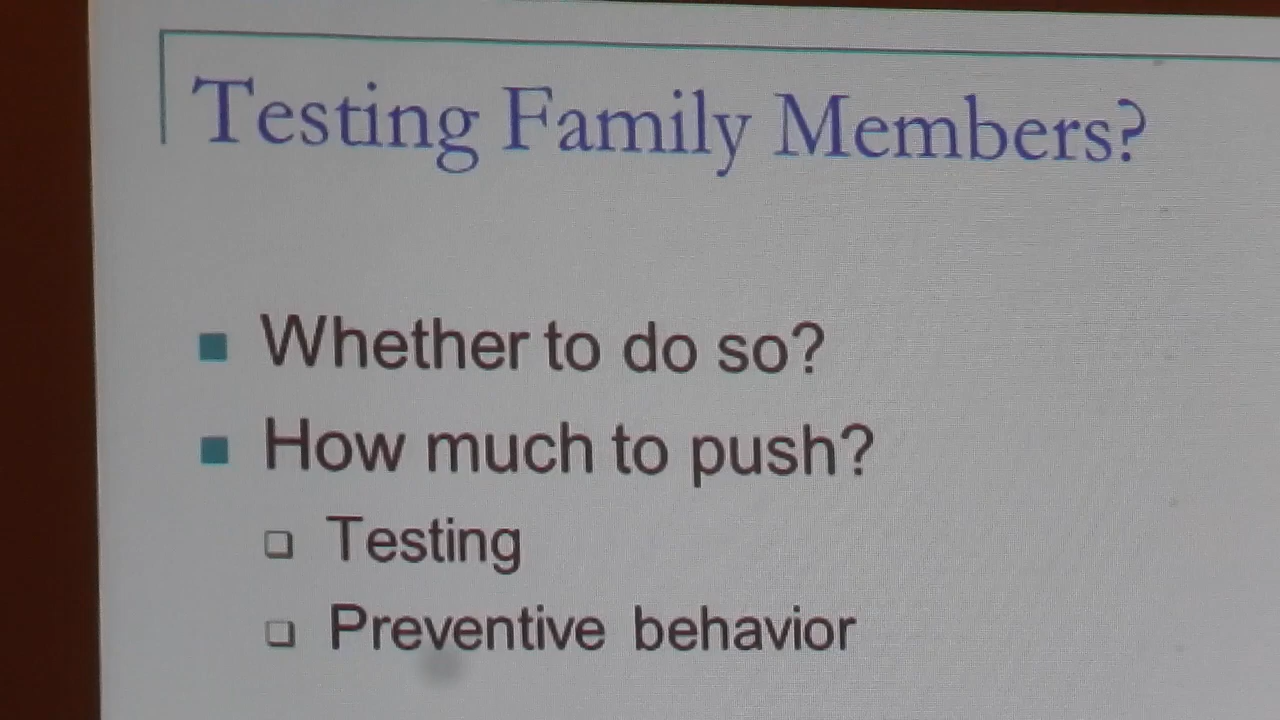 Testing Family Members?
Whether to do so?
How much to push?
Testing
Preventive behavior